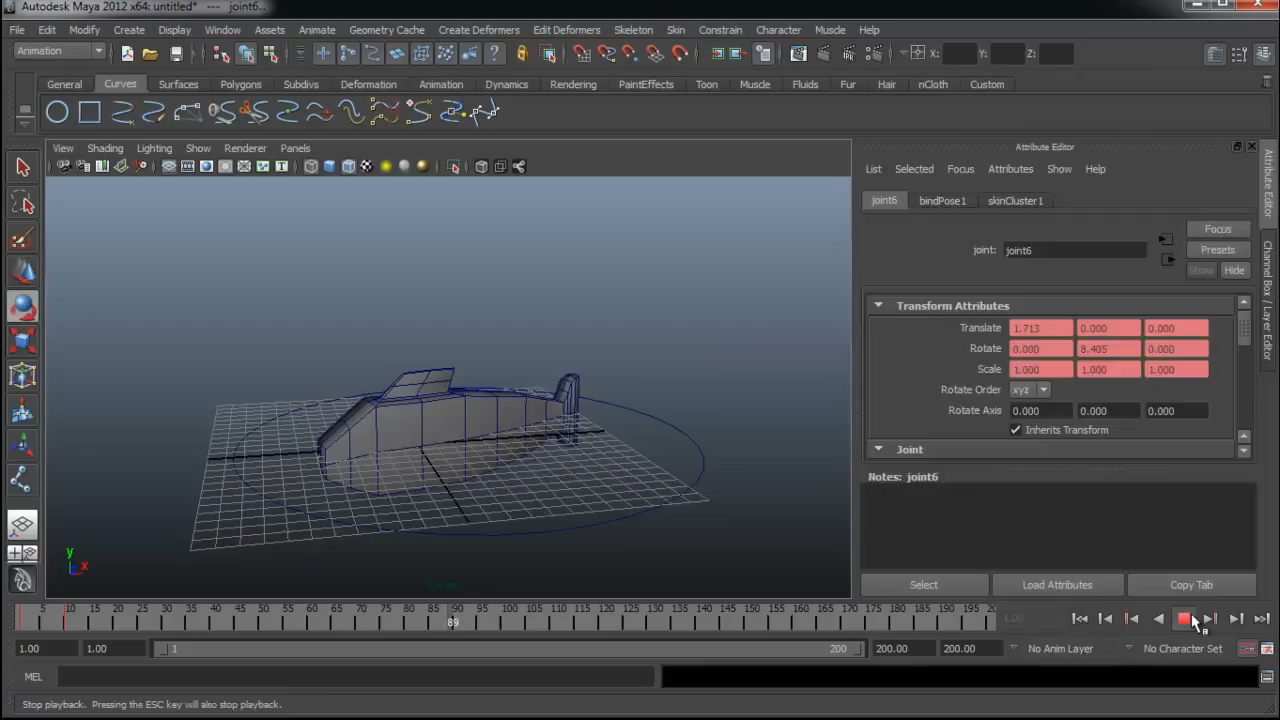 Autodesk Maya 2012 x64: untitled* --- joint6...
File Edit Modify Create Display Window Assets Animate Geometry Cache Create Deformers Edit Deformers Skeleton Skin Constrain Character Muscle Help
Animation X: Y: Z:
General Curves Surfaces Polygons Subdivs Deformation Animation Dynamics Rendering PaintEffects Toon Muscle Fluids Fur Hair nCloth Custom
View Shading Lighting Show Renderer Panels
Attribute Editor
List Selected Focus Attributes Show Help
joint6 bindPose1 skinCluster1
Focus
joint: joint6 Presets
Show Hide
Transform Attributes
Translate 1.713 0.000 0.000
Rotate 0.000 8.405 0.000
Scale 1.000 1.000 1.000
Rotate Order xyz
Rotate Axis 0.000 0.000 0.000
Inherits Transform
Joint
Notes: joint6
y
x
persp
Select Load Attributes Copy Tab
Attribute Editor
Channel Box / Layer Editor
5 10 15 20 25 30 35 40 45 50 55 60 65 70 75 80 85 90 95 100 105 110 115 120 125 130 135 140 145 150 155 160 165 170 175 180 185 190 195 20
89
1.00
1.00 1.00 1 200 200.00 200.00 No Anim Layer No Character Set
MEL
Stop playback. Pressing the ESC key will also stop playback.